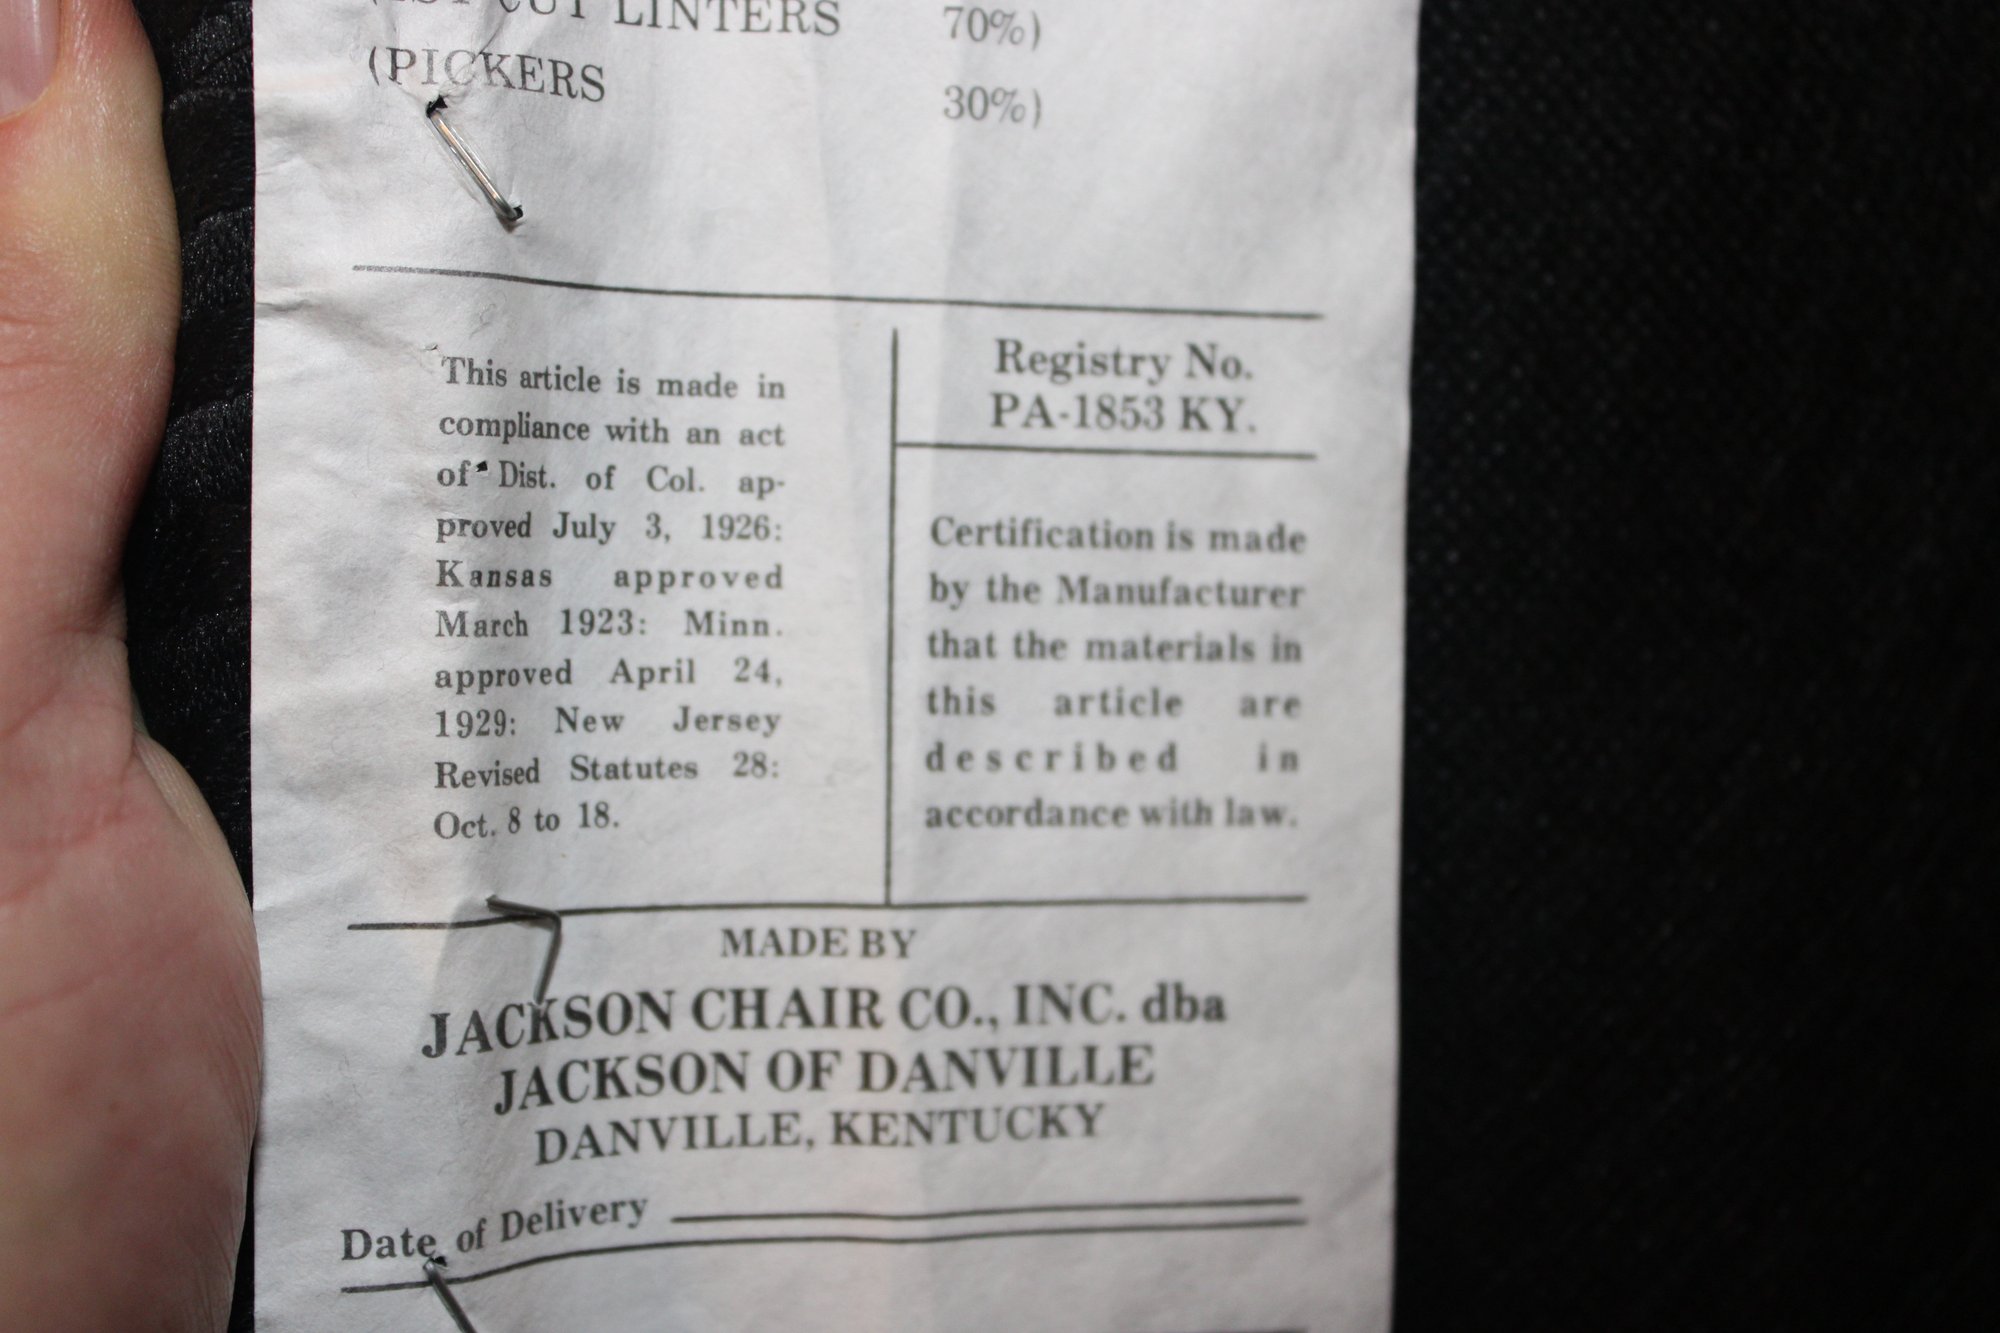 (1ST CUT LINTERS 70%)
(PICKERS 30%)
This article is made in
compliance with an act
of Dist. of Col. ap-
proved July 3, 1926:
Kansas approved
March 1923: Minn.
approved April 24,
1929: New Jersey
Revised Statutes 28:
Oct. 8 to 18.
Registry No.
PA-1853 KY.
Certification is made
by the Manufacturer
that the materials in
this article are
described in
accordance with law.
MADE BY
JACKSON CHAIR CO., INC. dba
JACKSON OF DANVILLE
DANVILLE, KENTUCKY
Date of Delivery